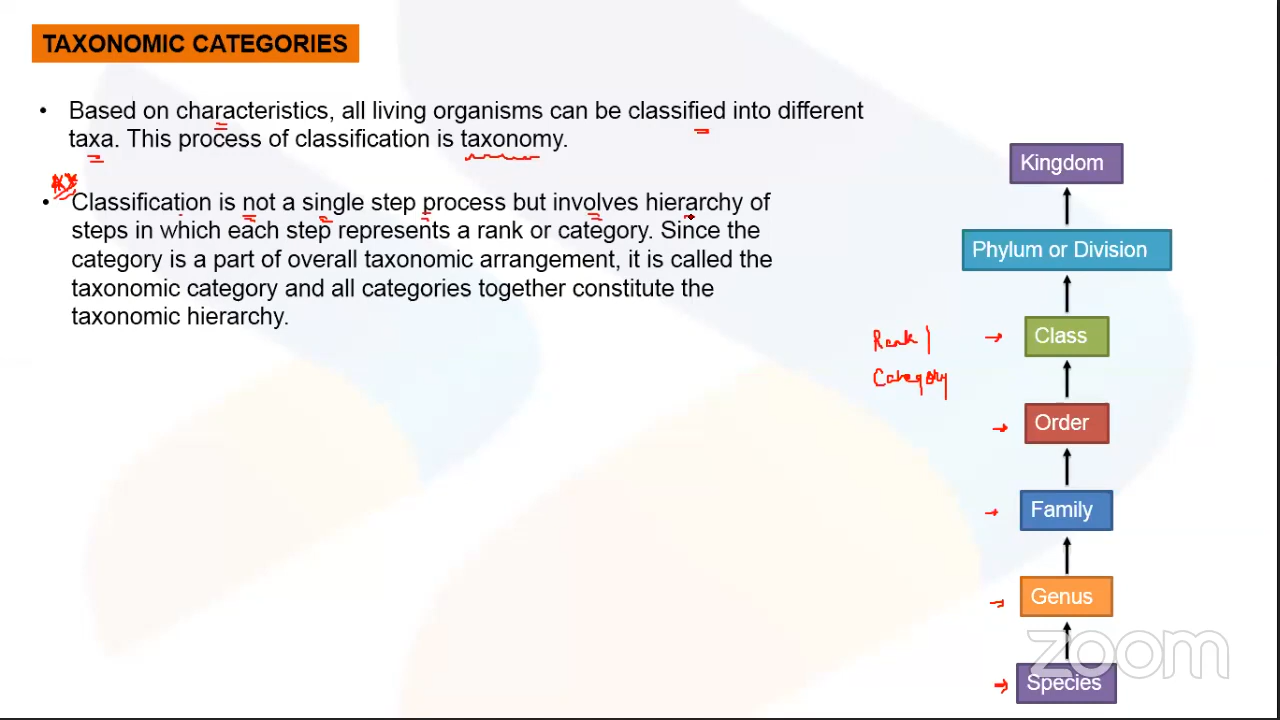 TAXONOMIC CATEGORIES
• Based on characteristics, all living organisms can be classified into different
taxa. This process of classification is taxonomy.
• Classification is not a single step process but involves hierarchy of
steps in which each step represents a rank or category. Since the
category is a part of overall taxonomic arrangement, it is called the
taxonomic category and all categories together constitute the
taxonomic hierarchy.
Kingdom
Phylum or Division
Class
Rank |
Category
Order
Family
Genus
zoom
Species